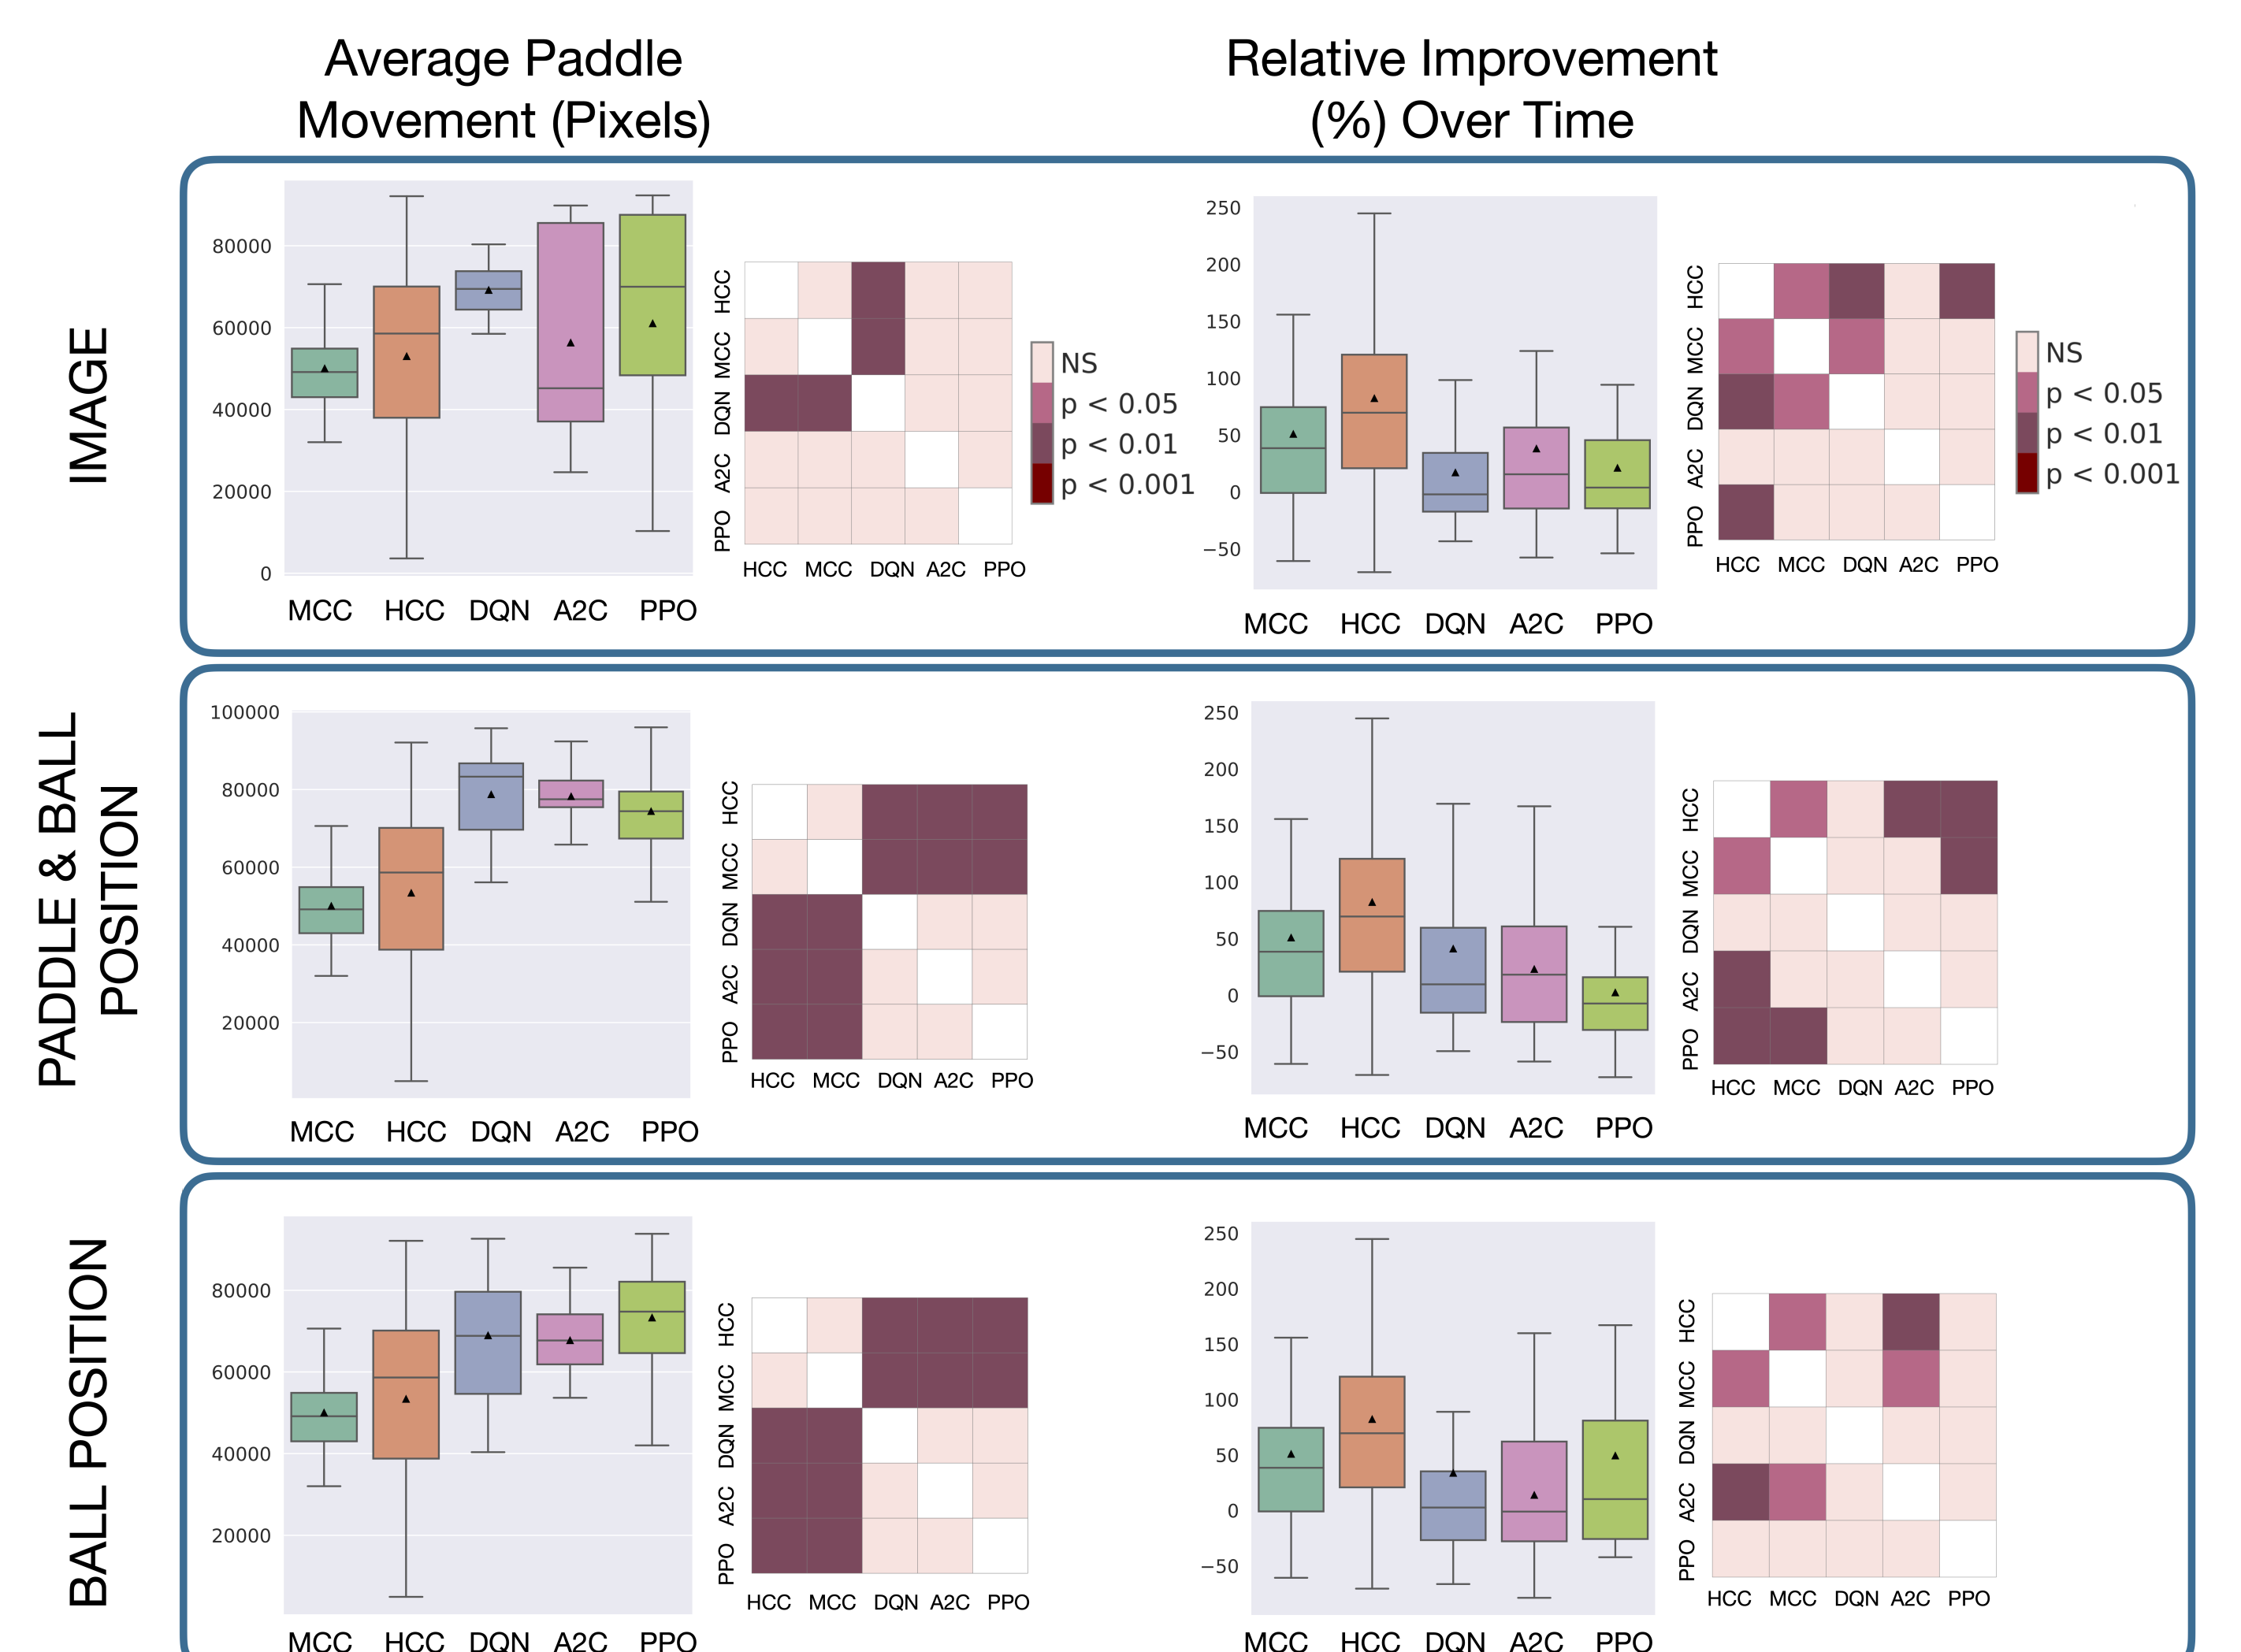 Average Paddle
Movement (Pixels)
Relative Improvement
(%) Over Time
IMAGE
80000
60000
40000
20000
0
MCC HCC DQN A2C PPO
HCC
MCC
DQN
A2C
PPO
HCC MCC DQN A2C PPO
NS
p < 0.05
p < 0.01
p < 0.001
250
200
150
100
50
0
−50
MCC HCC DQN A2C PPO
HCC
MCC
DQN
A2C
PPO
HCC MCC DQN A2C PPO
NS
p < 0.05
p < 0.01
p < 0.001
PADDLE & BALL
POSITION
100000
80000
60000
40000
20000
MCC HCC DQN A2C PPO
HCC
MCC
DQN
A2C
PPO
HCC MCC DQN A2C PPO
250
200
150
100
50
0
−50
MCC HCC DQN A2C PPO
HCC
MCC
DQN
A2C
PPO
HCC MCC DQN A2C PPO
BALL POSITION
80000
60000
40000
20000
MCC HCC DQN A2C PPO
HCC
MCC
DQN
A2C
PPO
HCC MCC DQN A2C PPO
250
200
150
100
50
0
−50
MCC HCC DQN A2C PPO
HCC
MCC
DQN
A2C
PPO
HCC MCC DQN A2C PPO